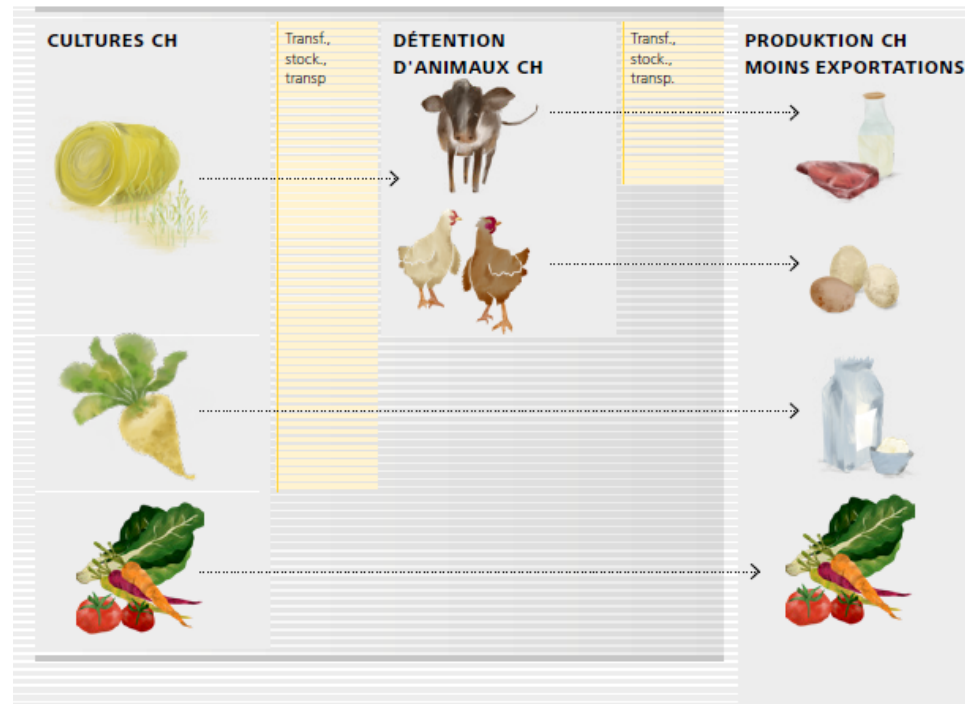 CULTURES CH
Transf.,
stock.,
transp
DÉTENTION
D'ANIMAUX CH
Transf.,
stock.,
transp.
PRODUKTION CH
MOINS EXPORTATIONS